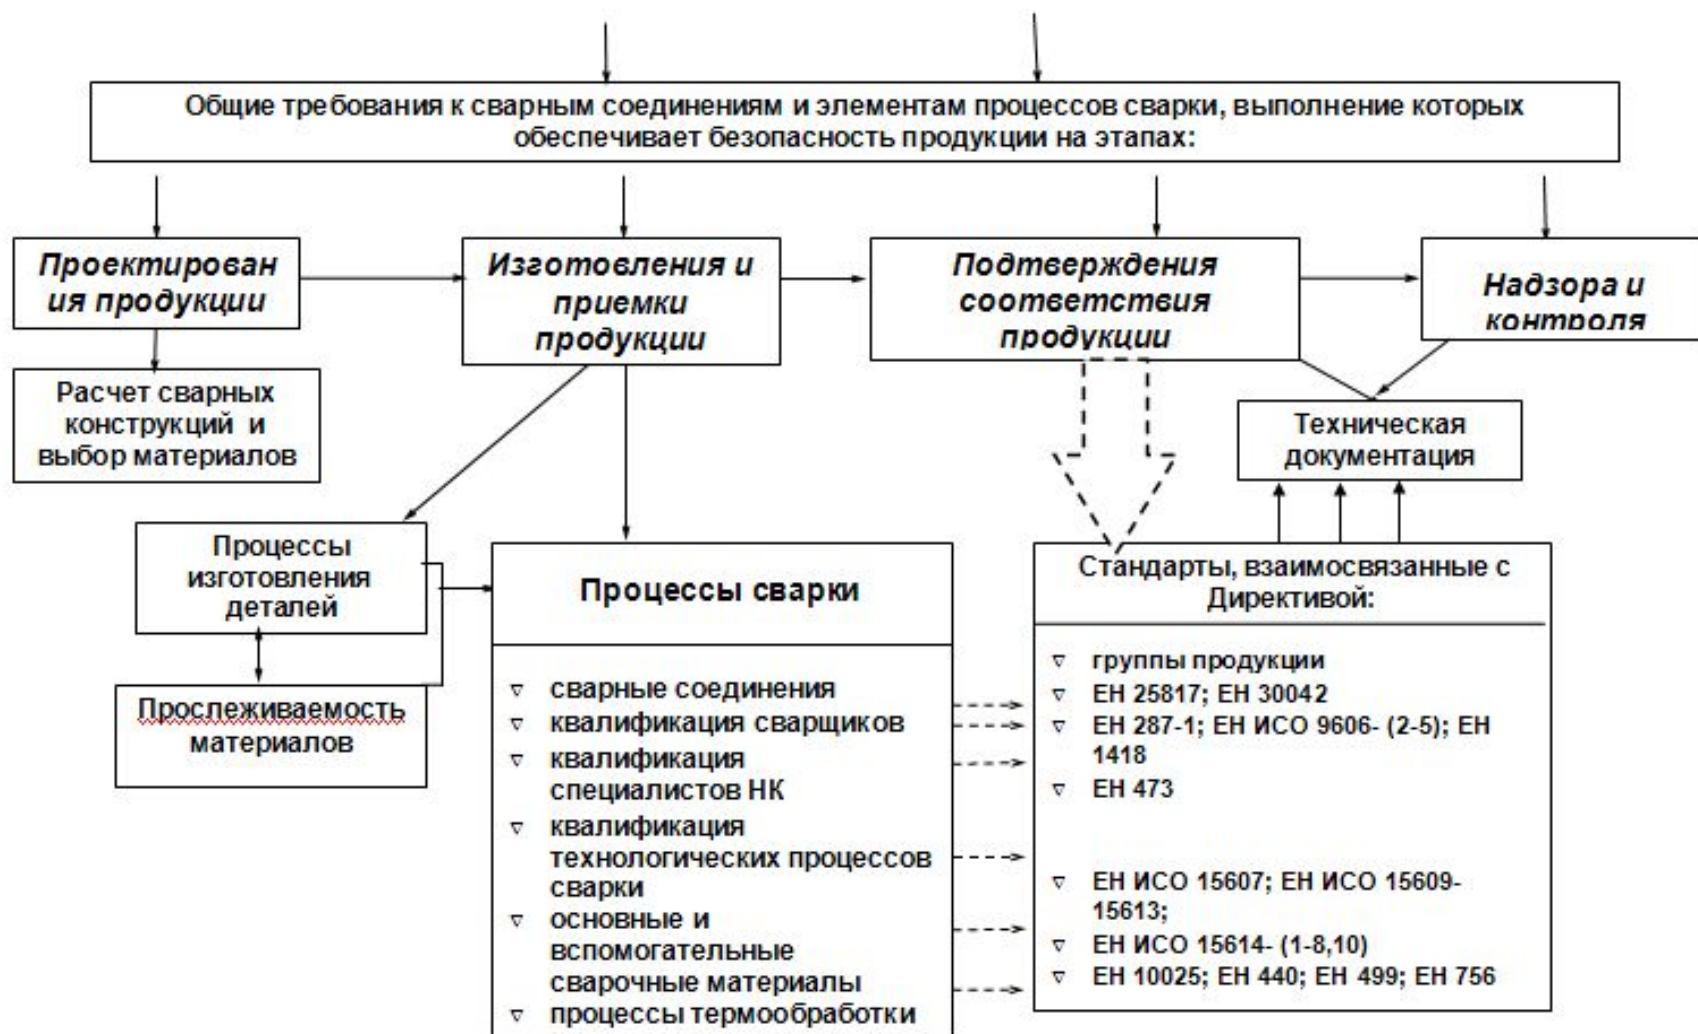 Общие требования к сварным соединениям и элементам процессов сварки, выполнение которых
обеспечивает безопасность продукции на этапах:
Проектирован
ия продукции
Изготовления и
приемки
продукции
Подтверждения
соответствия
продукции
Надзора и
контроля
Расчет сварных
конструкций и
выбор материалов
Техническая
документация
Процессы
изготовления
деталей
Прослеживаемость
материалов
Процессы сварки
▿ сварные соединения
▿ квалификация сварщиков
▿ квалификация
специалистов НК
▿ квалификация
технологических процессов
сварки
▿ основные и
вспомогательные
сварочные материалы
▿ процессы термообработки
Стандарты, взаимосвязанные с
Директивой:
▿ группы продукции
▿ ЕН 25817; ЕН 30042
▿ ЕН 287-1; ЕН ИСО 9606- (2-5); ЕН
1418
▿ ЕН 473
▿ ЕН ИСО 15607; ЕН ИСО 15609-
15613;
▿ ЕН ИСО 15614- (1-8,10)
▿ ЕН 10025; ЕН 440; ЕН 499; ЕН 756